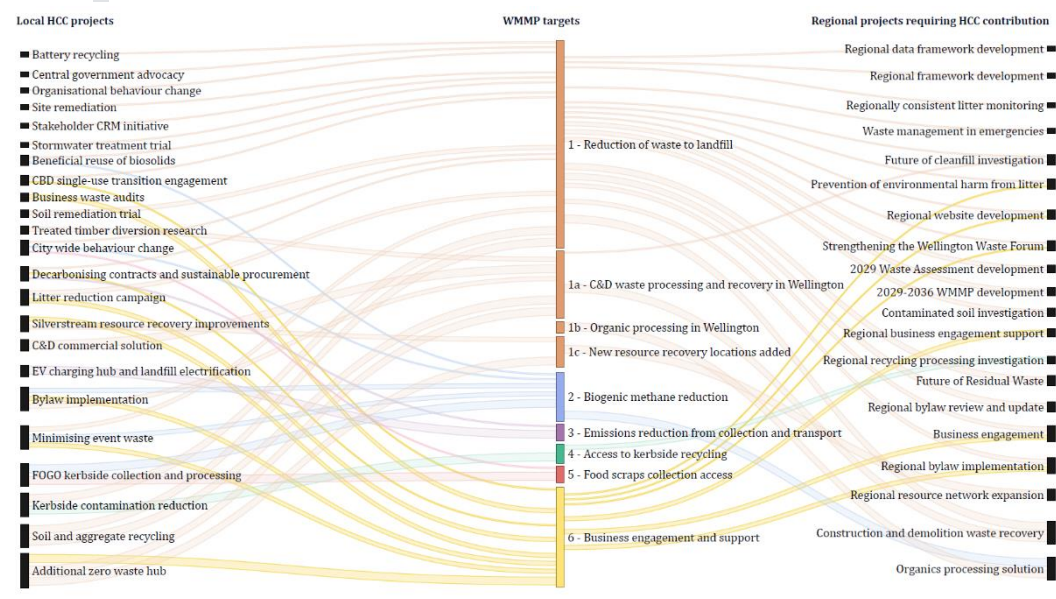 Local HCC projects
WMMP targets
Regional projects requiring HCC contribution
Battery recycling
Central government advocacy
Organisational behaviour change
Site remediation
Stakeholder CRM initiative
Stormwater treatment trial
Beneficial reuse of biosolids
CBD single-use transition engagement
Business waste audits
Soil remediation trial
Treated timber diversion research
City wide behaviour change
Decarbonising contracts and sustainable procurement
Litter reduction campaign
Silverstream resource recovery improvements
C&D commercial solution
EV charging hub and landfill electrification
Bylaw implementation
Minimising event waste
FOGO kerbside collection and processing
Kerbside contamination reduction
Soil and aggregate recycling
Additional zero waste hub
1 - Reduction of waste to landfill
1a - C&D waste processing and recovery in Wellington
1b - Organic processing in Wellington
1c - New resource recovery locations added
2 - Biogenic methane reduction
3 - Emissions reduction from collection and transport
4 - Access to kerbside recycling
5 - Food scraps collection access
6 - Business engagement and support
Regional data framework development
Regional framework development
Regionally consistent litter monitoring
Waste management in emergencies
Future of cleanfill investigation
Prevention of environmental harm from litter
Regional website development
Strengthening the Wellington Waste Forum
2029 Waste Assessment development
2029-2036 WMMP development
Contaminated soil investigation
Regional business engagement support
Regional recycling processing investigation
Future of Residual Waste
Regional bylaw review and update
Business engagement
Regional bylaw implementation
Regional resource network expansion
Construction and demolition waste recovery
Organics processing solution